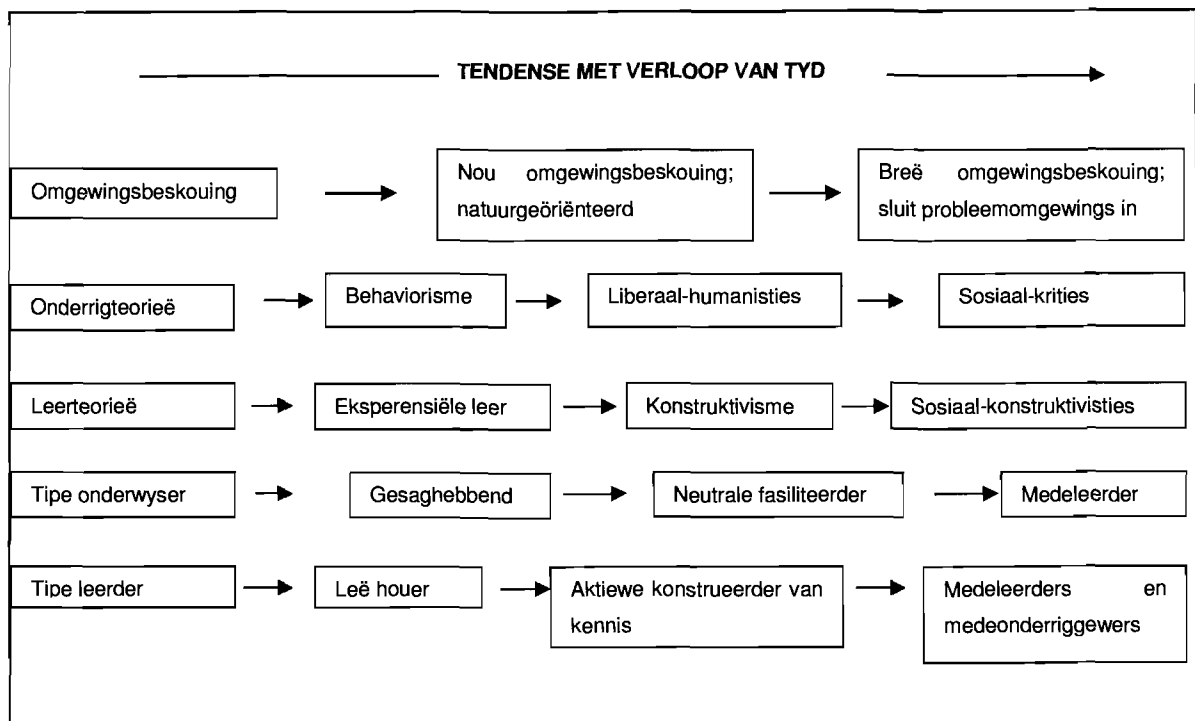 TENDENSE MET VERLOOP VAN TYD
Omgewingsbeskouing
Nou omgewingsbeskouing;
natuurgeöriënteerd
Breë omgewingsbeskouing;
sluit probleemomgewings in
Onderrigteorieë
Behaviorisme
Liberaal-humanisties
Sosiaal-krities
Leerteorieë
Eksperensiële leer
Konstruktivisme
Sosiaal-konstruktivisties
Tipe onderwyser
Gesaghebbend
Neutrale fasiliteerder
Medeleerder
Tipe leerder
Leë houer
Aktiewe konstrueerder van
kennis
Medeleerders en
medeonderriggewers